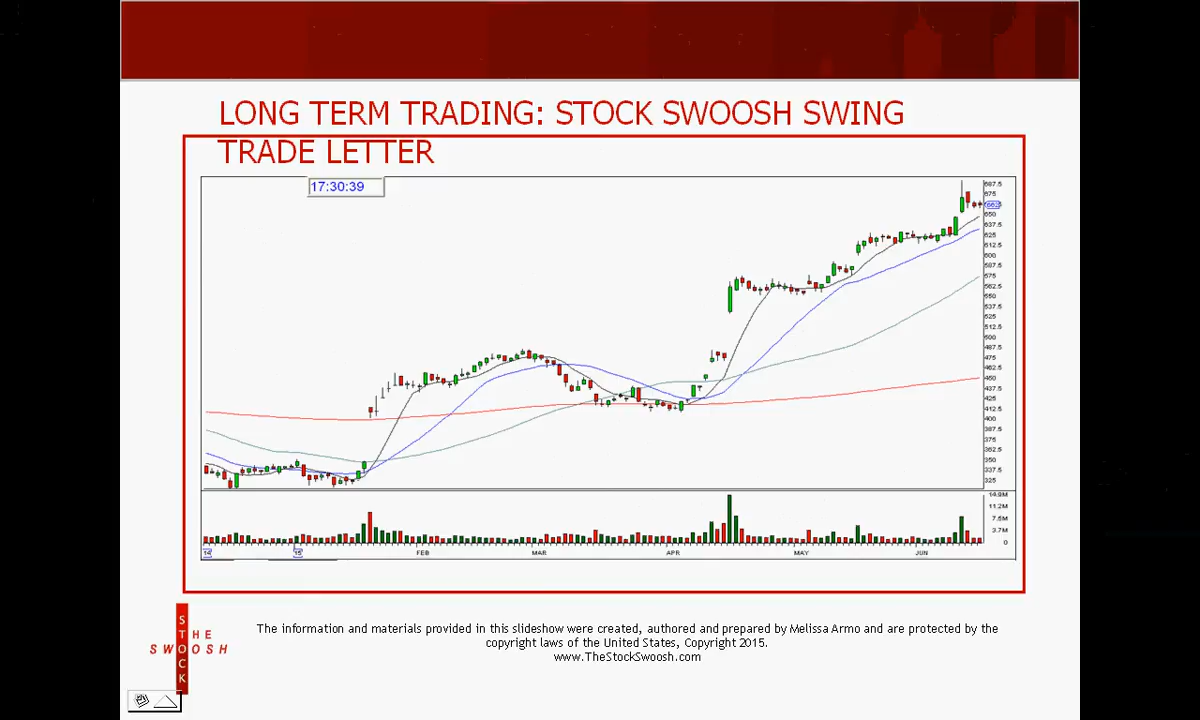 LONG TERM TRADING: STOCK SWOOSH SWING
TRADE LETTER
17:30:39
687.5
675
650
637.5
625
612.5
600
587.5
575
562.5
550
537.5
525
512.5
500
487.5
475
462.5
450
437.5
425
412.5
400
387.5
375
362.5
350
337.5
325
14.9M
11.2M
7.5M
3.7M
0
14 15 FEB MAR APR MAY JUN
STOCK
THE
SWOOSH
The information and materials provided in this slideshow were created, authored and prepared by Melissa Armo and are protected by the
copyright laws of the United States, Copyright 2015.
www.TheStockSwoosh.com